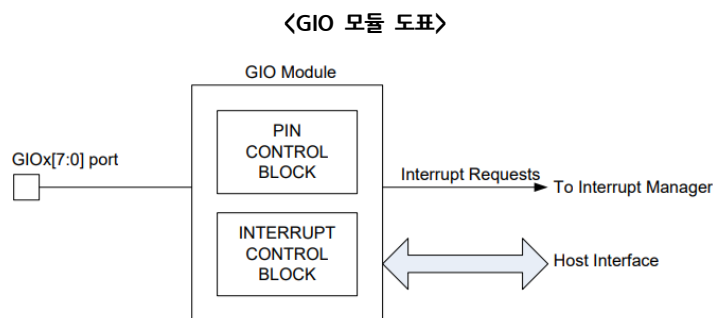 <GIO 모듈 도표>
GIO Module
PIN
CONTROL
BLOCK
GIOx[7:0] port
Interrupt Requests
To Interrupt Manager
INTERRUPT
CONTROL
BLOCK
Host Interface